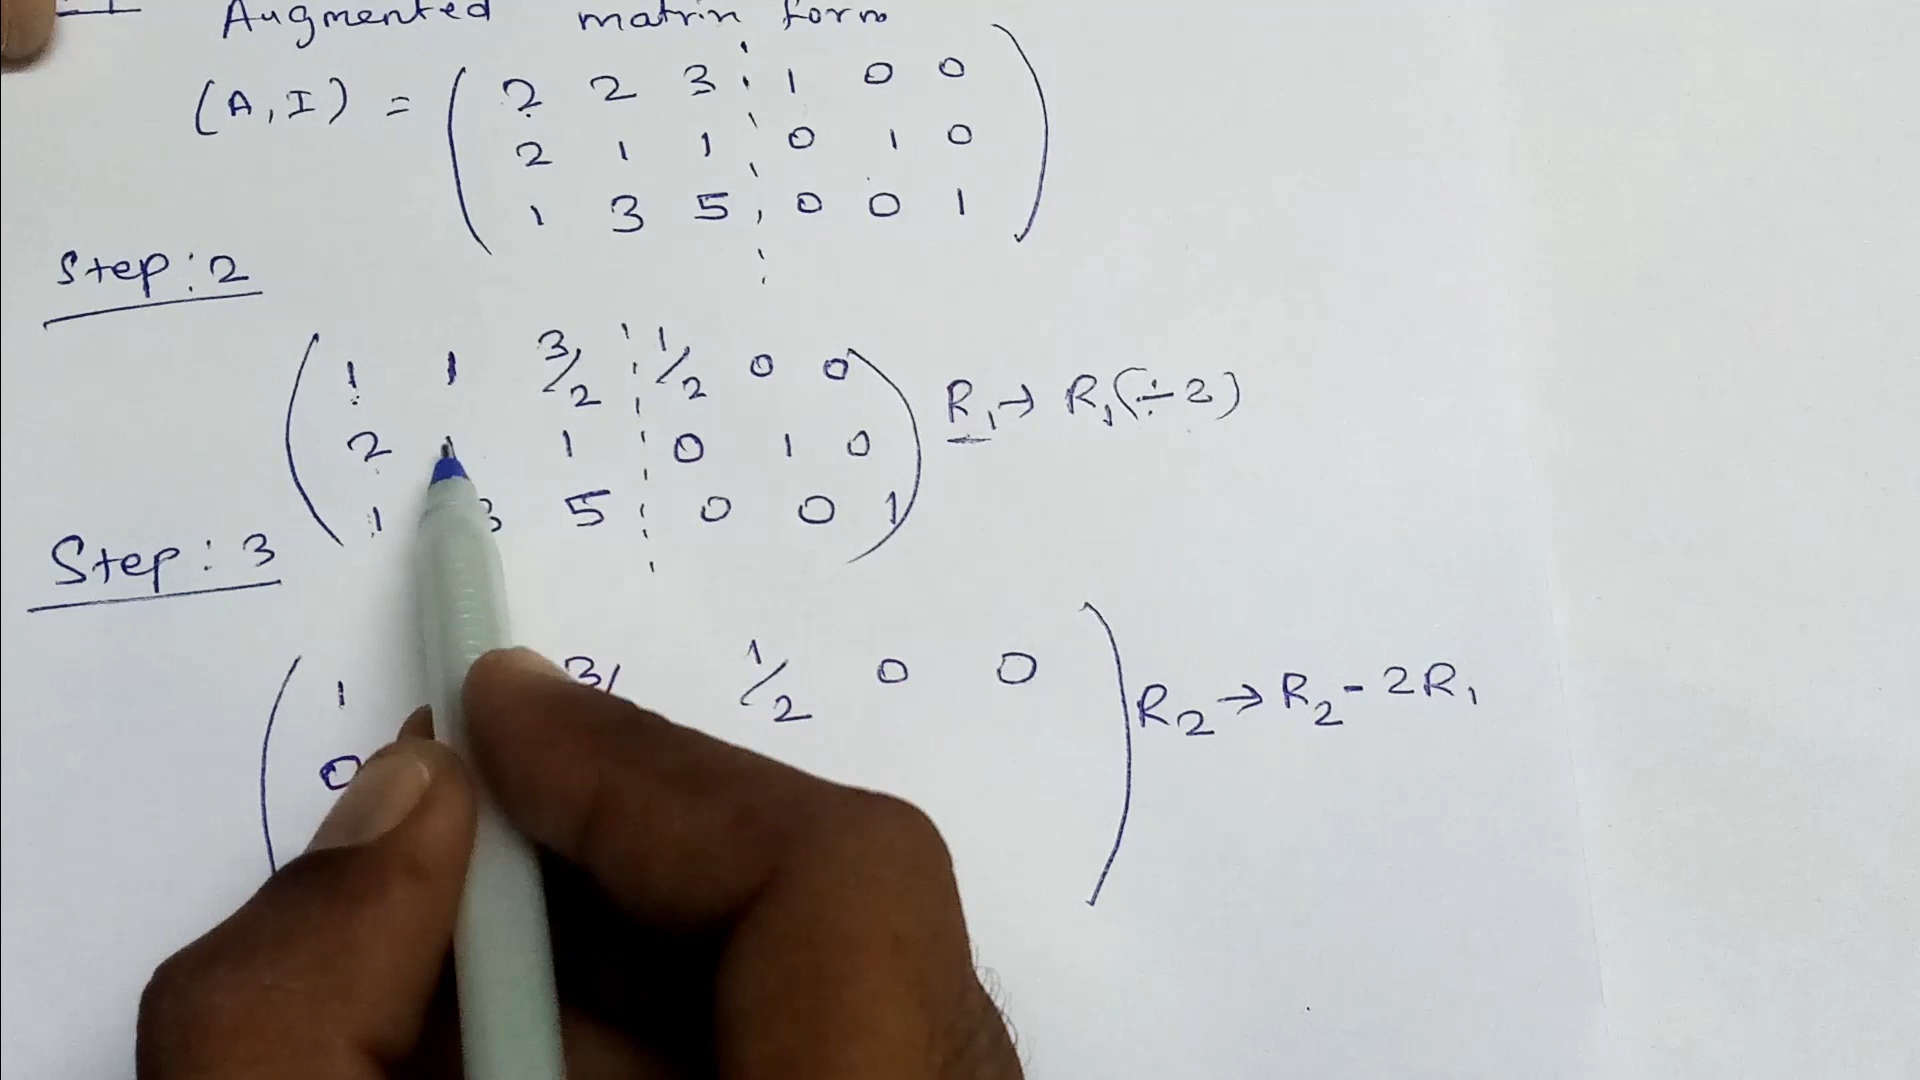 Augmented matrix form
(A, I) = ( 2 2 3 1 0 0
2 1 1 0 1 0
1 3 5 0 0 1 )
Step: 2
( 1 1 3/2 1/2 0 0
2 1 1 0 1 0
1 3 5 0 0 1 ) R1 → R1(÷2)
Step: 3
( 1 3/ 1/2 0 0
0 ) R2 → R2 - 2R1